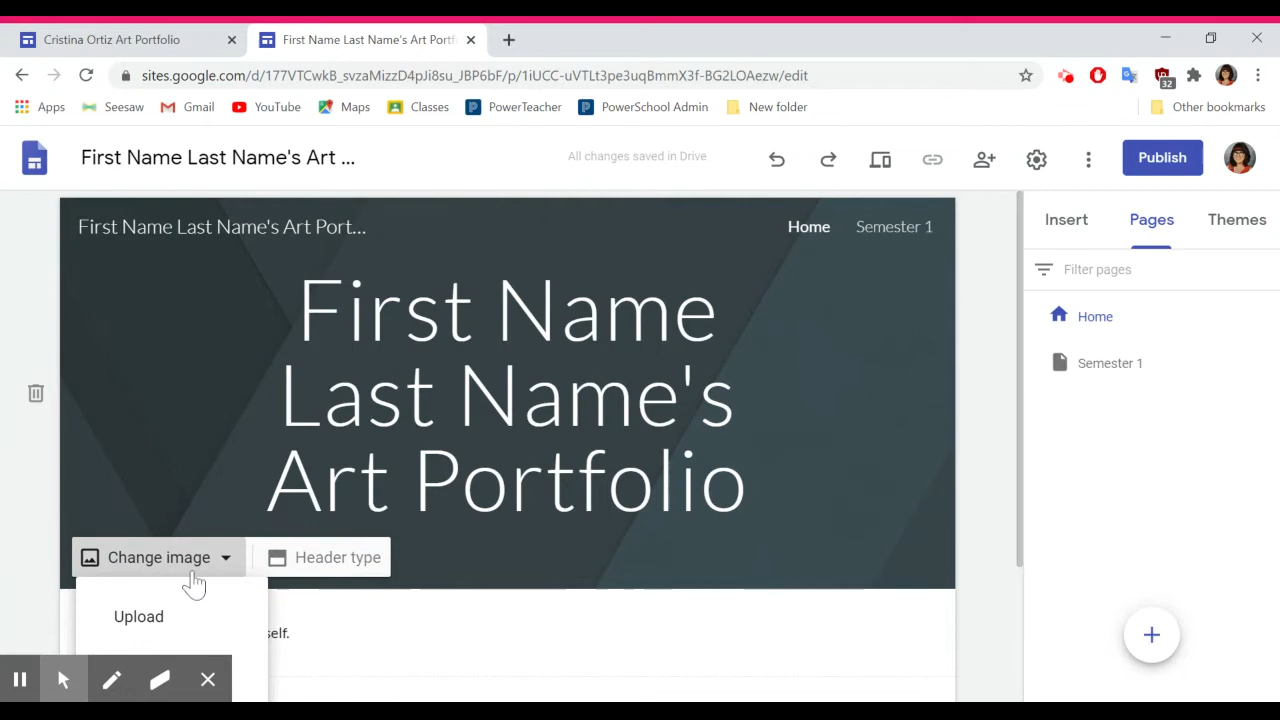 Cristina Ortiz Art Portfolio
First Name Last Name's Art Portf
sites.google.com/d/177VTCwkB_svzaMizzD4pJi8su_JBP6bF/p/1iUCC-uVTLt3pe3uqBmmX3f-BG2LOAezw/edit
32
Apps Seesaw Gmail YouTube Maps Classes PowerTeacher PowerSchool Admin New folder Other bookmarks
First Name Last Name's Art ...
All changes saved in Drive
Publish
First Name Last Name's Art Port...
Home Semester 1
Insert Pages Themes
Filter pages
Home
Semester 1
First Name
Last Name's
Art Portfolio
Change image Header type
Upload
self.